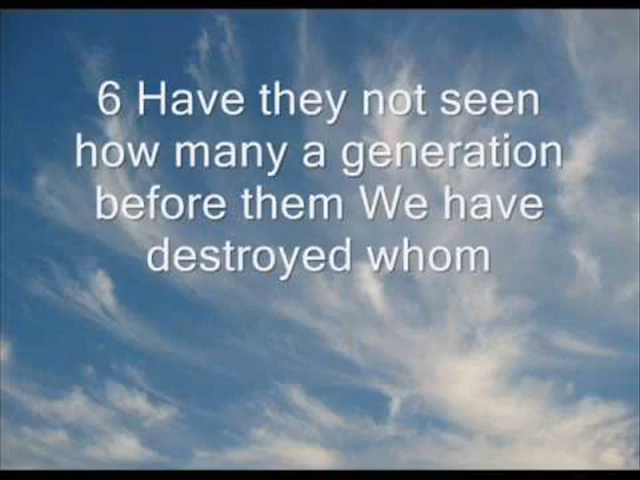 6 Have they not seen
how many a generation
before them We have
destroyed whom